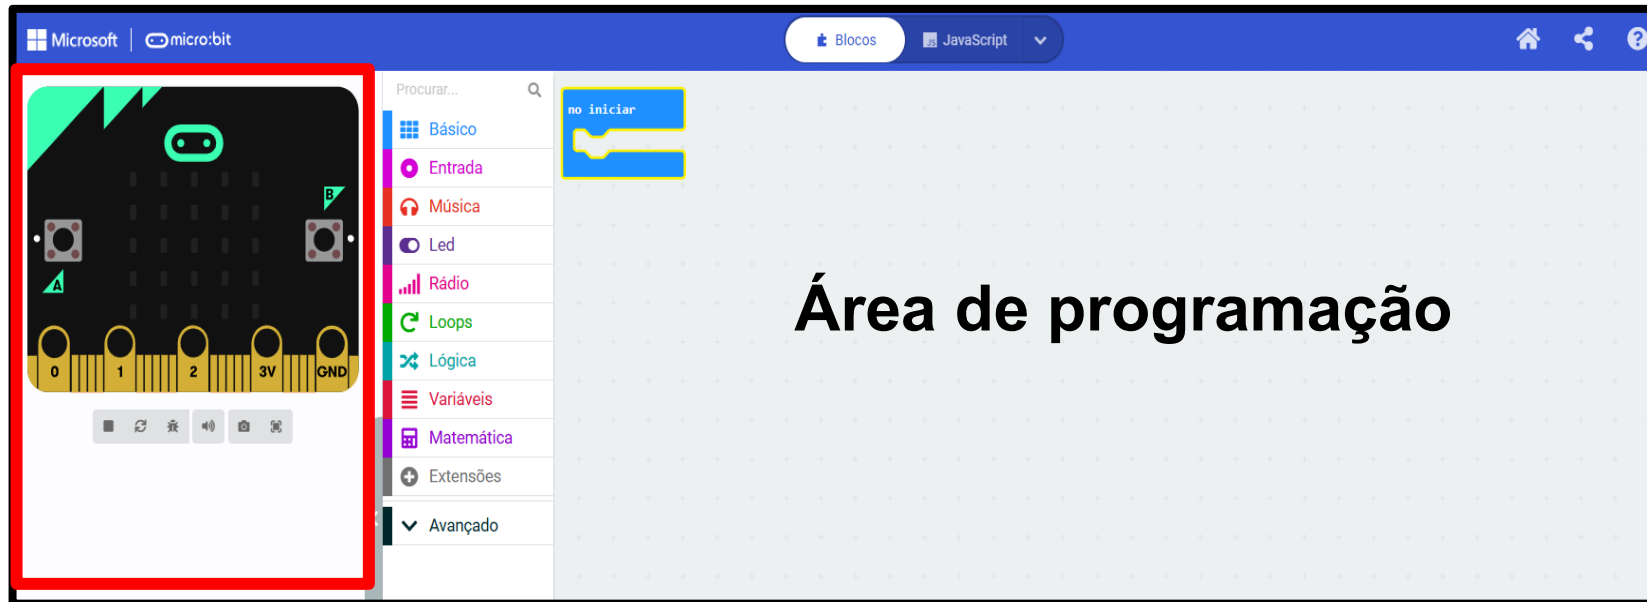 Microsoft micro:bit
Blocos
JS JavaScript
?
B
A
0 1 2 3V GND
Procurar...
Básico
Entrada
Música
Led
Rádio
Loops
Lógica
Variáveis
Matemática
Extensões
Avançado
no iniciar
Área de programação